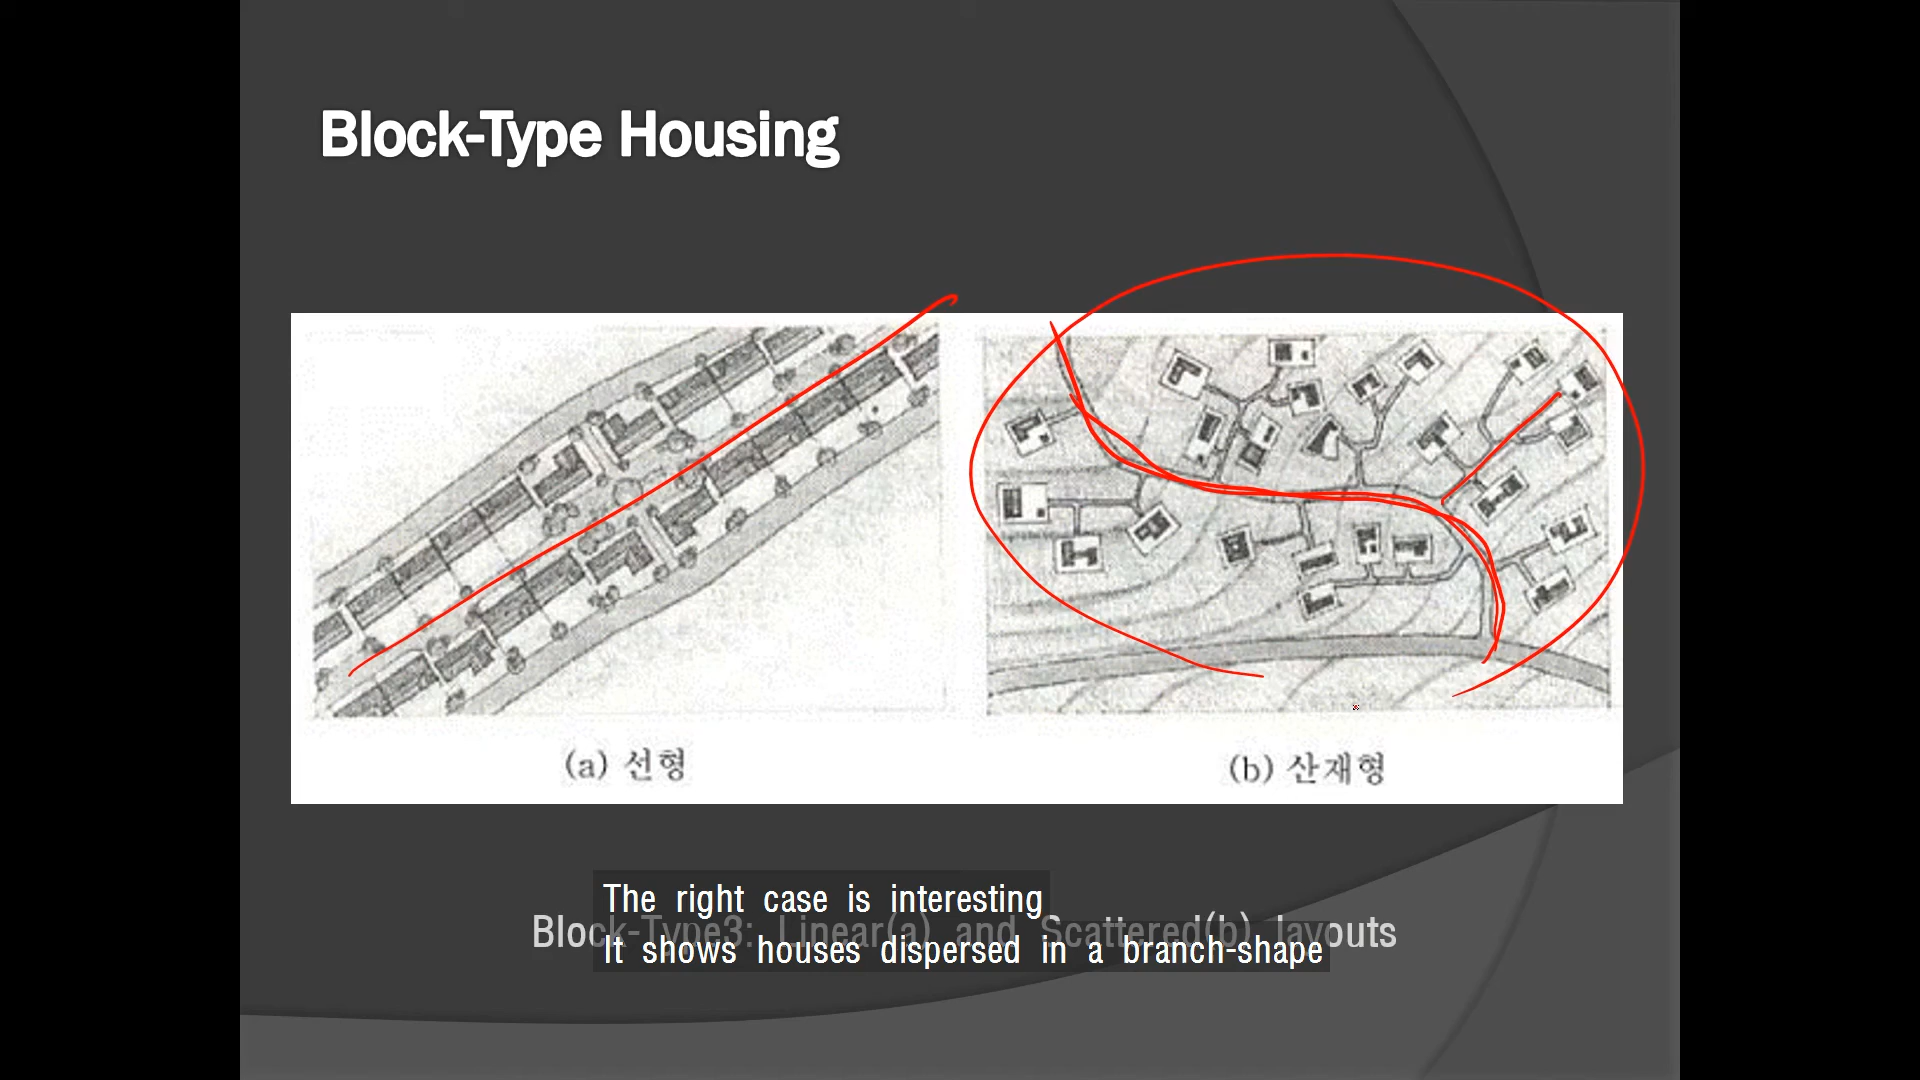 Block-Type Housing
(a) 선형
(b) 산재형
The right case is interesting
Block-Type3: Linear(a) and Scattered(b) layouts
It shows houses dispersed in a branch-shape